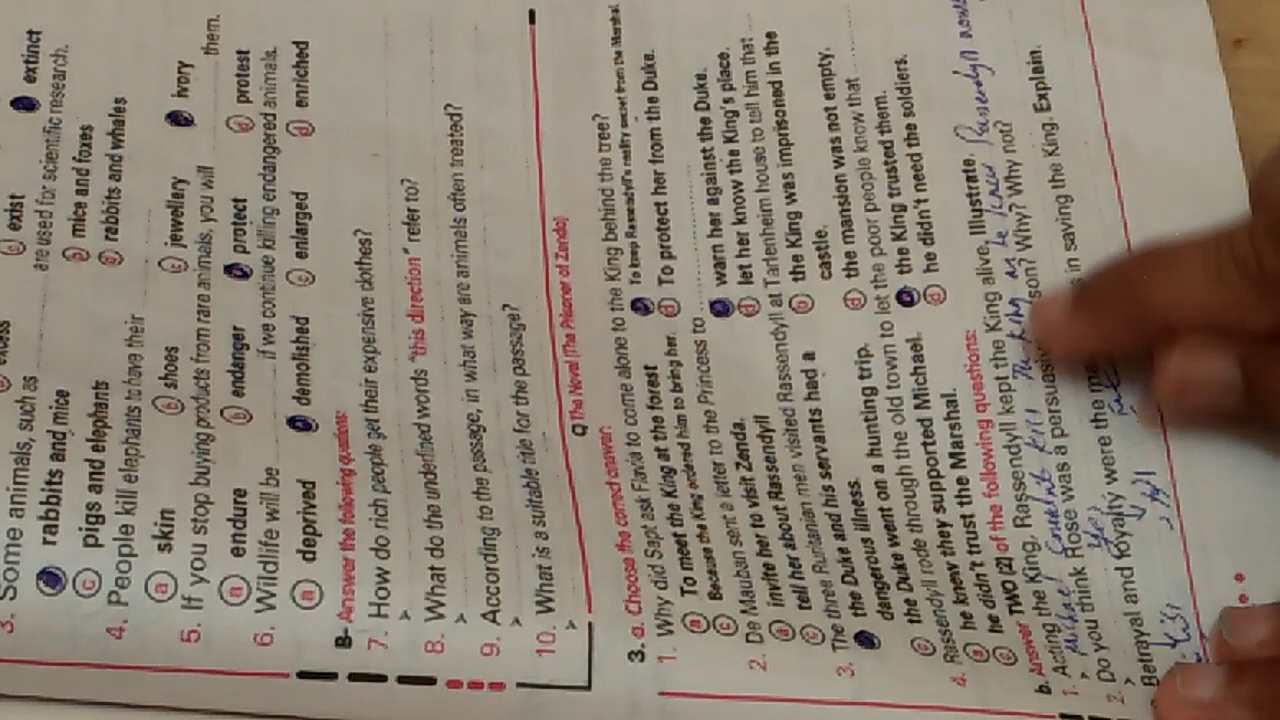 c exist
d extinct
3. Some animals, such as are used for scientific research.
a rabbits and mice b mice and foxes
c pigs and elephants d rabbits and whales
4. People kill elephants to have their
a skin b shoes c jewellery d ivory
5. If you stop buying products from rare animals, you will them.
a endure b endanger c protect d protest
6. Wildlife will be if we continue killing endangered animals.
a deprived b demolished c enlarged d enriched
B- Answer the following questions:
7. How do rich people get their expensive clothes?
8. What do the underlined words "this direction" refer to?
9. According to the passage, in what way are animals often treated?
10. What is a suitable title for the passage?
The Novel (The Prisoner of Zenda)
3. a. Choose the correct answer:
1. Why did Sapt ask Flavia to come alone to the King behind the tree?
a To meet the King at the forest b To keep Rassendyll's reality secret from the Marshal
c Because the King ordered him to bring her. d To protect her from the Duke.
2. De Mauban sent a letter to the Princess to
a invite her to visit Zenda. b warn her against the Duke.
c tell her about Rassendyll d let her know the King's place.
3. The three Ruritanian men visited Rassendyll at Tarlenheim house to tell him that
a the Duke and his servants had a dangerous illness. b the King was imprisoned in the castle.
c the Duke went on a hunting trip. d the mansion was not empty.
4. Rassendyll rode through the old town to let the poor people know that
a he knew they supported Michael. b the King trusted them.
c he didn't trust the Marshal. d he didn't need the soldiers.
b. Answer TWO (2) of the following questions:
1. Acting the King, Rassendyll kept the King alive. Illustrate.
kill the King as he knew Rassendyll
2. Do you think Rose was a persuasive Why? Why not?
yes
Betrayal and loyalty were the in saving the King. Explain.